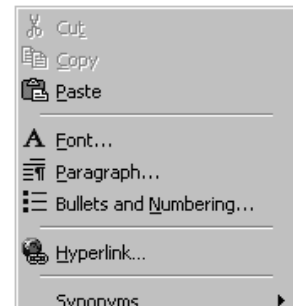 Cut
Copy
Paste
Font...
Paragraph...
Bullets and Numbering...
Hyperlink...
Synonyms